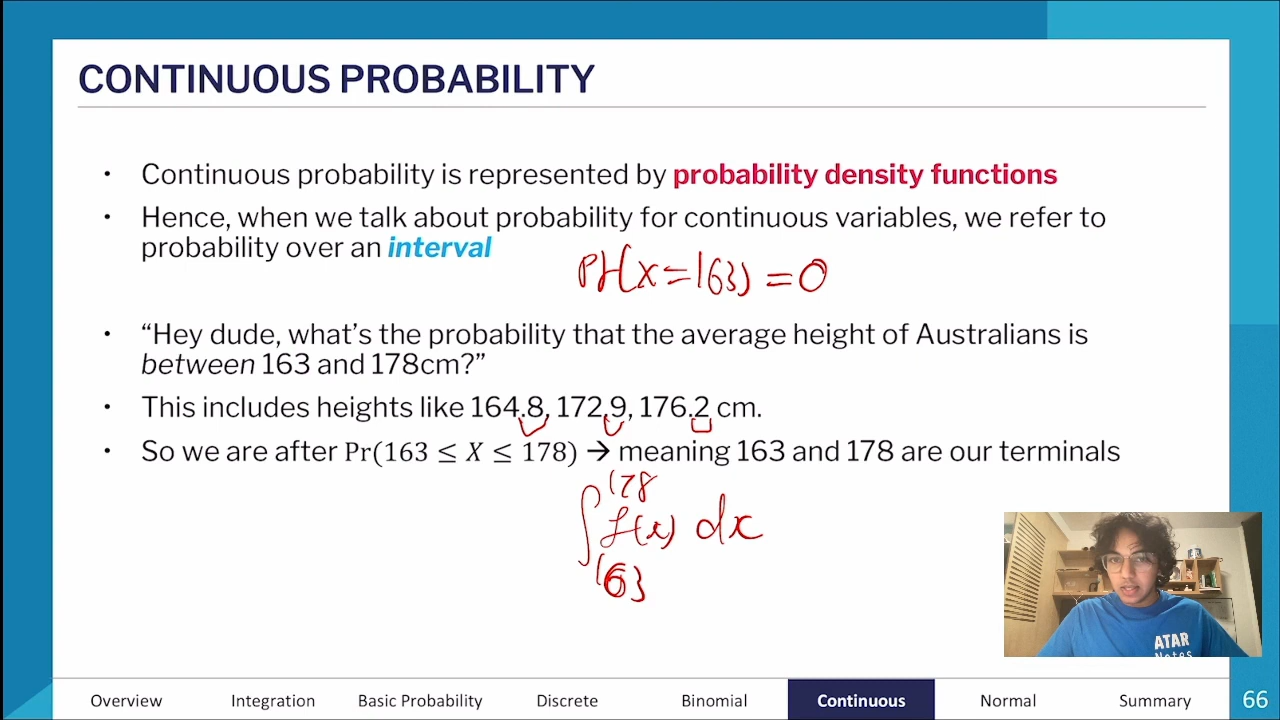 CONTINUOUS PROBABILITY
• Continuous probability is represented by probability density functions
• Hence, when we talk about probability for continuous variables, we refer to
probability over an interval
Pr(X=163) = 0
• “Hey dude, what’s the probability that the average height of Australians is
between 163 and 178cm?”
• This includes heights like 164.8, 172.9, 176.2 cm.
• So we are after Pr(163 ≤ X ≤ 178) → meaning 163 and 178 are our terminals
178
∫ f(x) dx
163
ATAR
Notes
Overview Integration Basic Probability Discrete Binomial Continuous Normal Summary 66